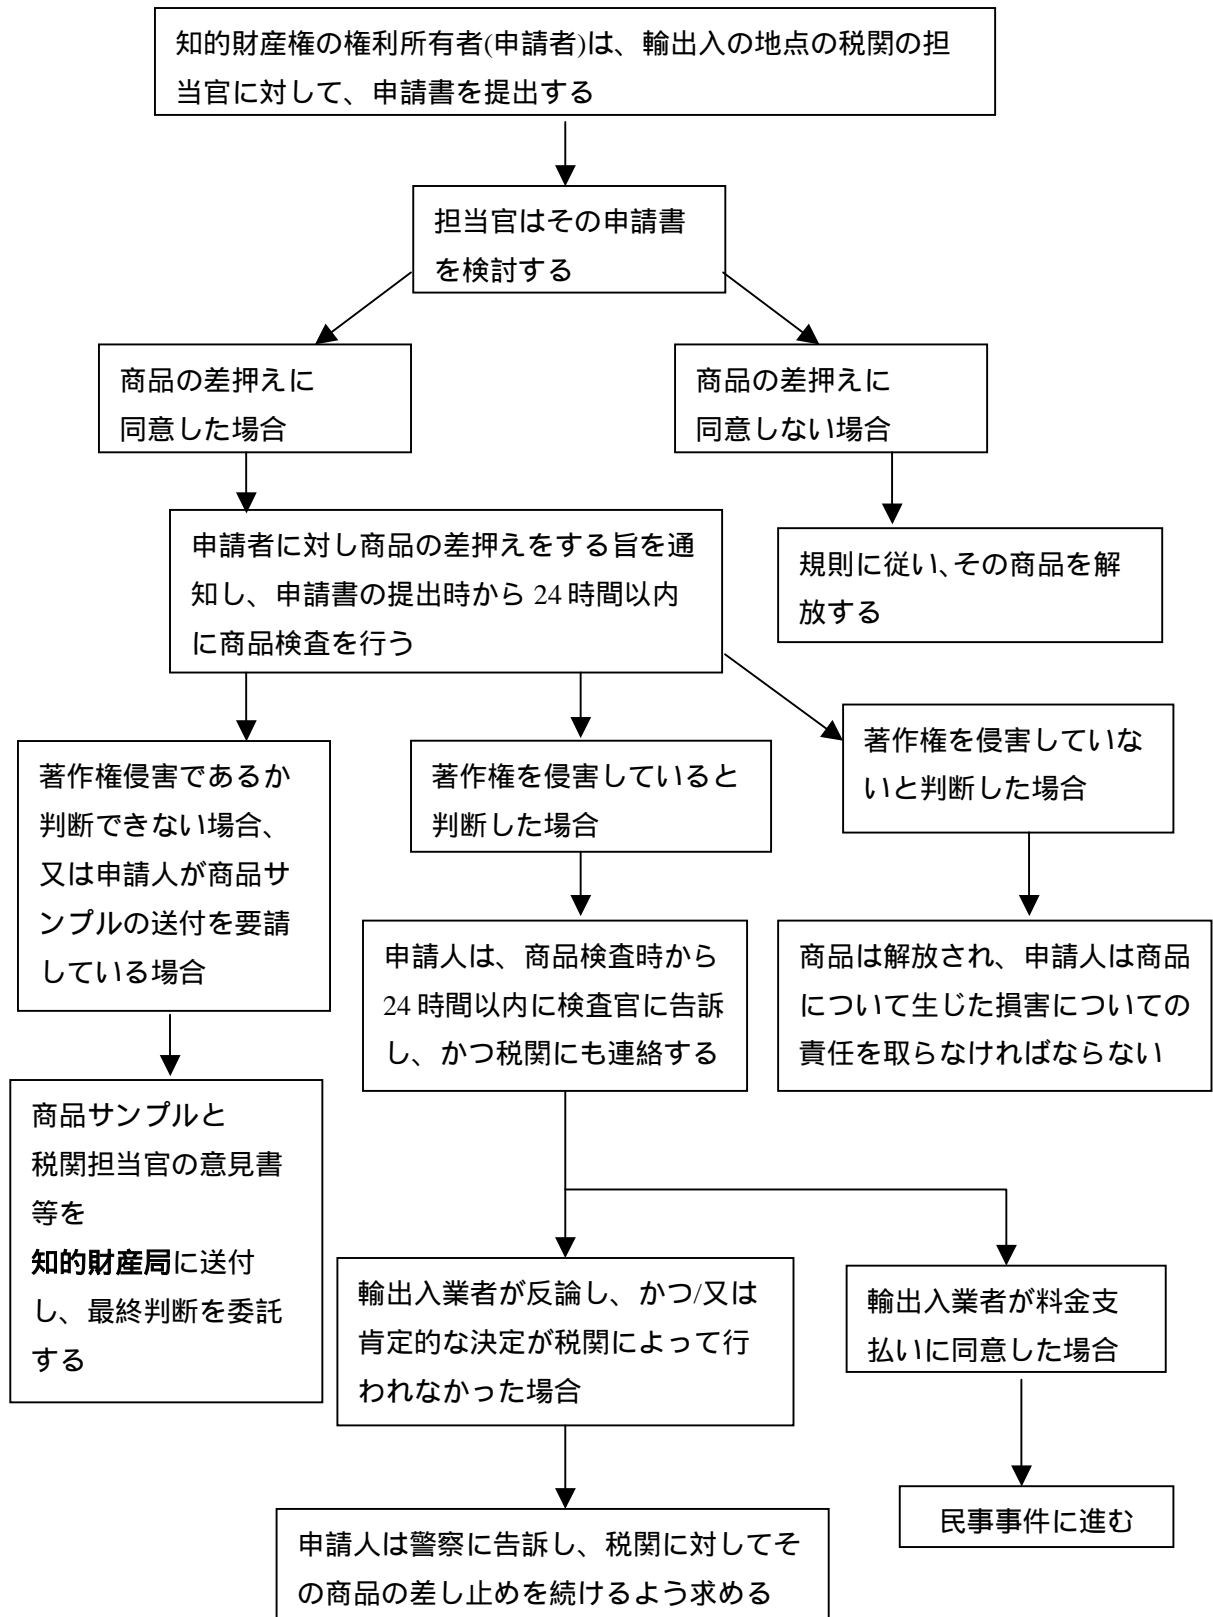 知的財産権の権利所有者(申請者)は、輸出入の地点の税関の担
当官に対して、申請書を提出する
担当官はその申請書
を検討する
商品の差押えに
同意した場合
商品の差押えに
同意しない場合
申請者に対し商品の差押えをする旨を通
知し、申請書の提出時から 24 時間以内
に商品検査を行う
規則に従い、その商品を解
放する
著作権侵害であるか
判断できない場合、
又は申請人が商品サ
ンプルの送付を要請
している場合
著作権を侵害していると
判断した場合
著作権を侵害していな
いと判断した場合
申請人は、商品検査時から
24 時間以内に検査官に告訴
し、かつ税関にも連絡する
商品は解放され、申請人は商品
について生じた損害についての
責任を取らなければならない
商品サンプルと
税関担当官の意見書
等を
知的財産局に送付
し、最終判断を委託
する
輸出入業者が反論し、かつ/又は
肯定的な決定が税関によって行
われなかった場合
輸出入業者が料金支
払いに同意した場合
民事事件に進む
申請人は警察に告訴し、税関に対してそ
の商品の差し止めを続けるよう求める